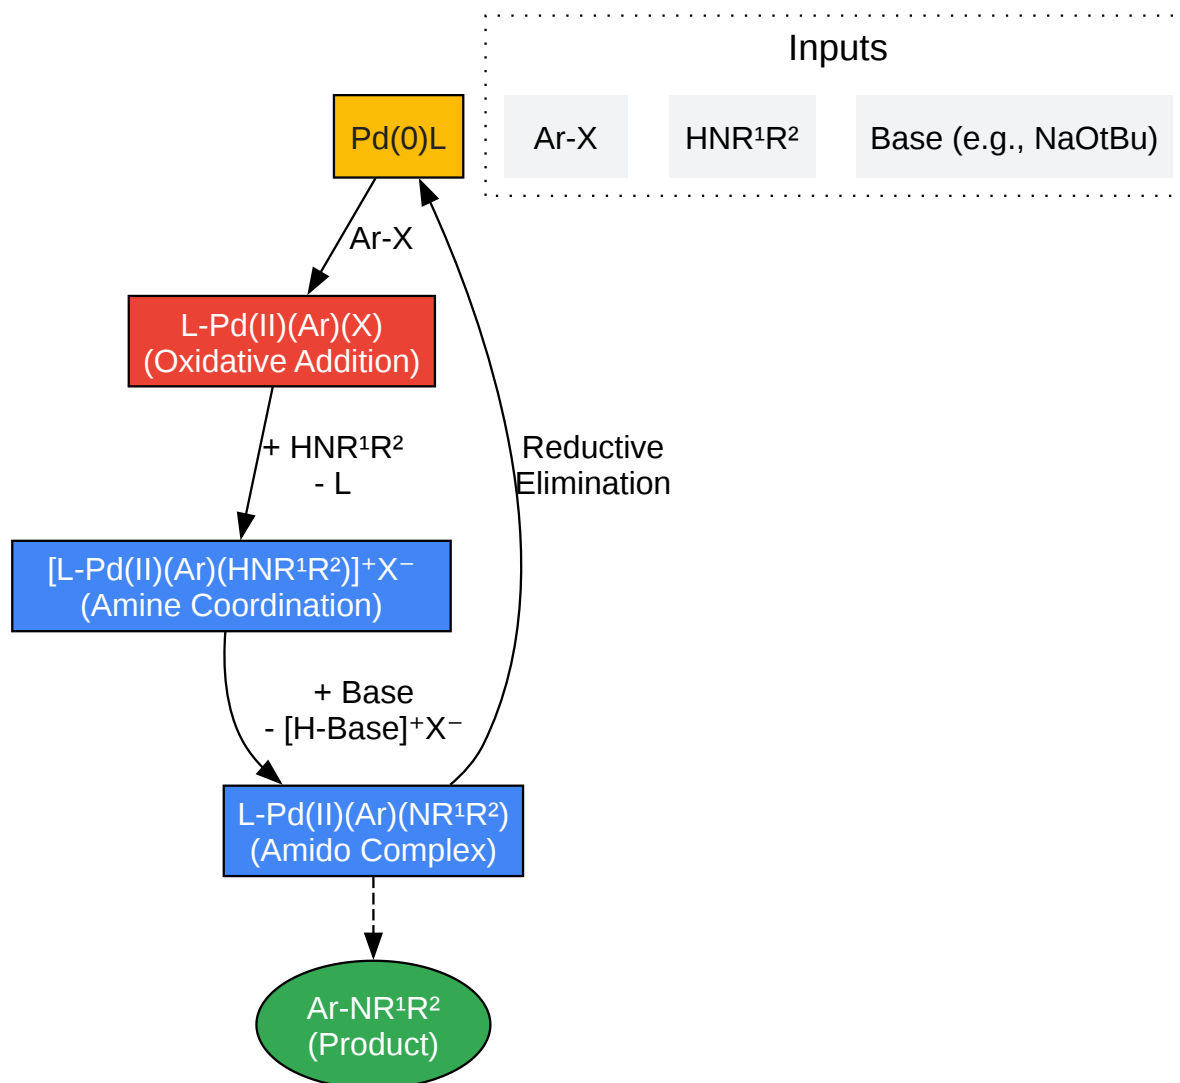 Inputs
Pd(0)L
Ar-X
HNR¹R²
Base (e.g., NaOtBu)
Ar-X
L-Pd(II)(Ar)(X)
(Oxidative Addition)
+ HNR¹R²
- L
Reductive
Elimination
[L-Pd(II)(Ar)(HNR¹R²)]⁺X⁻
(Amine Coordination)
+ Base
- [H-Base]⁺X⁻
L-Pd(II)(Ar)(NR¹R²)
(Amido Complex)
Ar-NR¹R²
(Product)